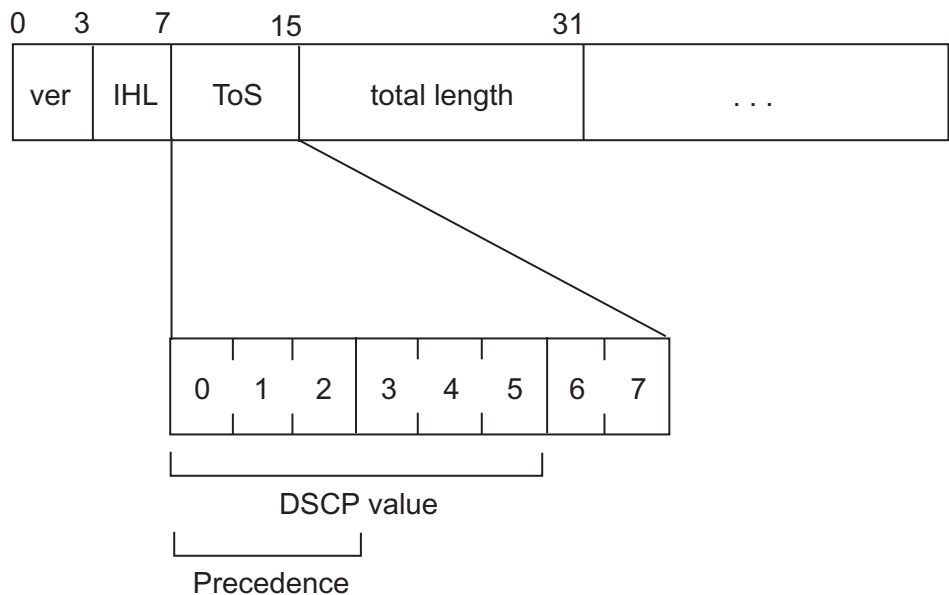 0 3 7 15 31
ver IHL ToS total length . . .
0 1 2 3 4 5 6 7
DSCP value
Precedence